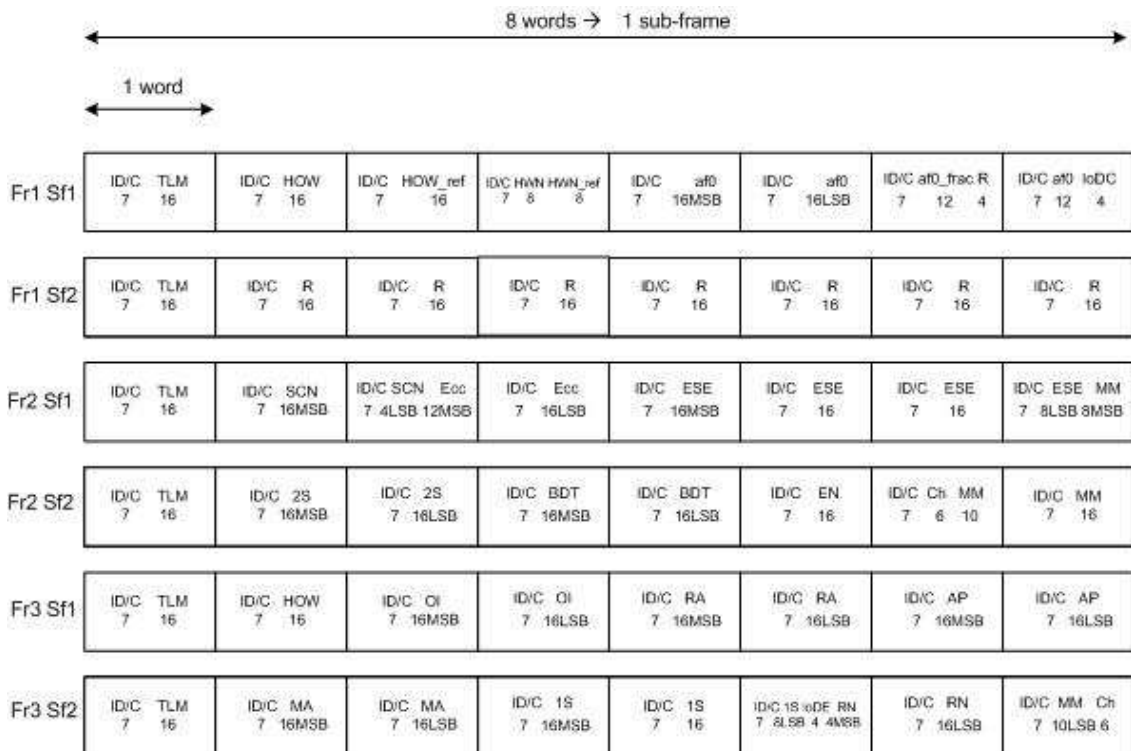 8 words → 1 sub-frame
1 word
Fr1 Sf1
ID/C TLM
7 16
ID/C HOW
7 16
ID/C HOW_ref
7 16
ID/C HWN HWN_ref
7 8 8
ID/C af0
7 16MSB
ID/C af0
7 16LSB
ID/C af0_frac R
7 12 4
ID/C af0 IoDC
7 12 4
Fr1 Sf2
ID/C TLM
7 16
ID/C R
7 16
ID/C R
7 16
ID/C R
7 16
ID/C R
7 16
ID/C R
7 16
ID/C R
7 16
ID/C R
7 16
Fr2 Sf1
ID/C TLM
7 16
ID/C SCN
7 16MSB
ID/C SCN Ecc
7 4LSB 12MSB
ID/C Ecc
7 16LSB
ID/C ESE
7 16MSB
ID/C ESE
7 16
ID/C ESE
7 16
ID/C ESE MM
7 8LSB 8MSB
Fr2 Sf2
ID/C TLM
7 16
ID/C 2S
7 16MSB
ID/C 2S
7 16LSB
ID/C BDT
7 16MSB
ID/C BDT
7 16LSB
ID/C EN
7 16
ID/C Ch MM
7 6 10
ID/C MM
7 16
Fr3 Sf1
ID/C TLM
7 16
ID/C HOW
7 16
ID/C OI
7 16MSB
ID/C OI
7 16LSB
ID/C RA
7 16MSB
ID/C RA
7 16LSB
ID/C AP
7 16MSB
ID/C AP
7 16LSB
Fr3 Sf2
ID/C TLM
7 16
ID/C MA
7 16MSB
ID/C MA
7 16LSB
ID/C 1S
7 16MSB
ID/C 1S
7 16
ID/C 1S IoDE RN
7 8LSB 4 4MSB
ID/C RN
7 16LSB
ID/C MM Ch
7 10LSB 6